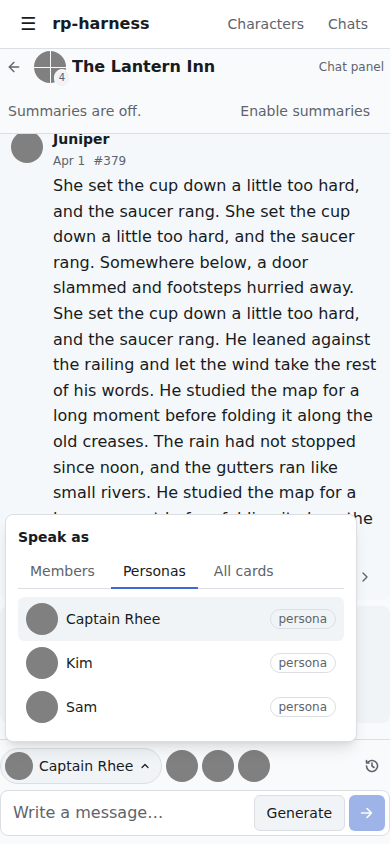 ☰ rp-harness Characters Chats
← 4 The Lantern Inn Chat panel
Summaries are off. Enable summaries
Juniper
Apr 1 #379
She set the cup down a little too hard,
and the saucer rang. She set the cup
down a little too hard, and the saucer
rang. Somewhere below, a door
slammed and footsteps hurried away.
She set the cup down a little too hard,
and the saucer rang. He leaned against
the railing and let the wind take the rest
of his words. He studied the map for a
long moment before folding it along the
old creases. The rain had not stopped
since noon, and the gutters ran like
small rivers. He studied the map for a
Speak as
Members Personas All cards
Captain Rhee persona
Kim persona
Sam persona
Captain Rhee
Write a message… Generate